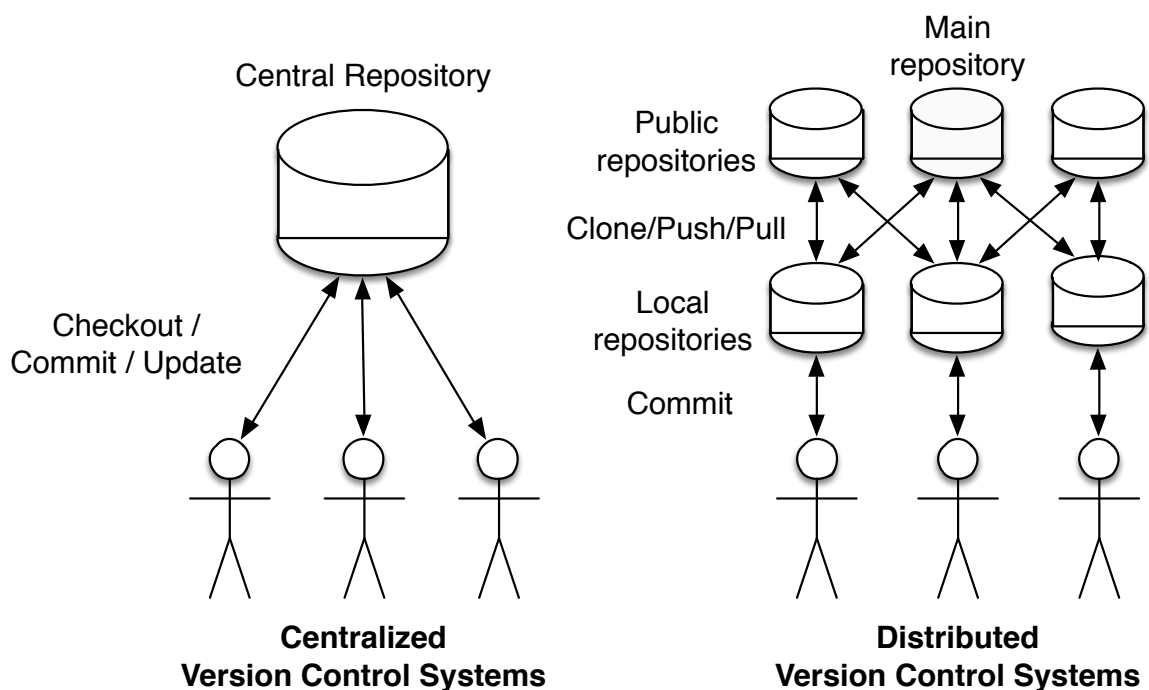 Central Repository
Checkout /
Commit / Update
Centralized
Version Control Systems
Main
repository
Public
repositories
Clone/Push/Pull
Local
repositories
Commit
Distributed
Version Control Systems